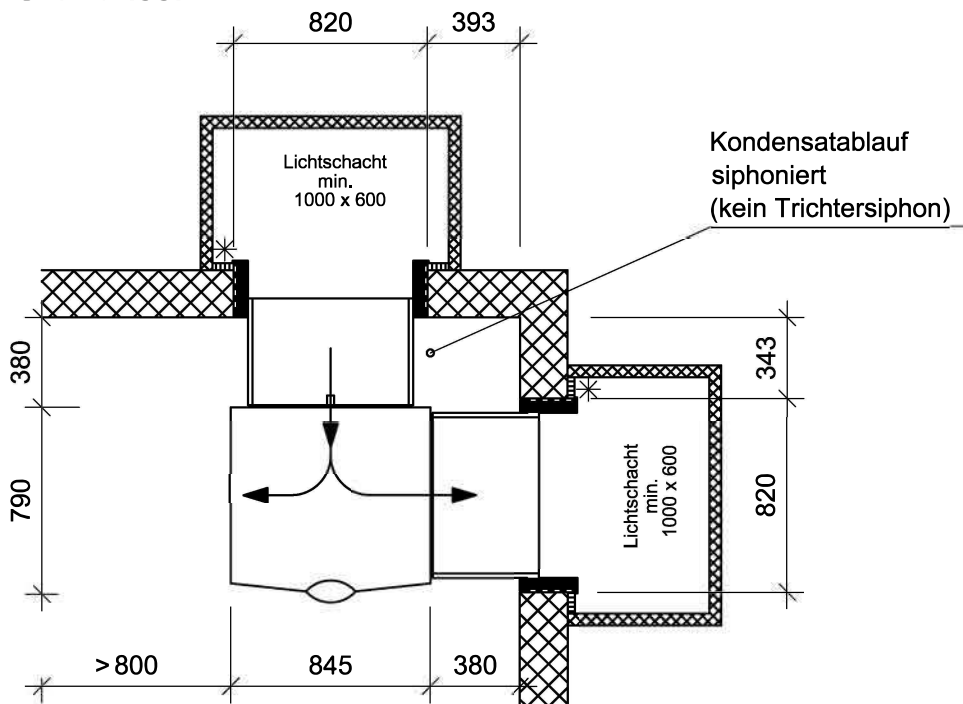 820
393
Lichtschacht
min.
1000 x 600
Kondensatablauf
siphoniert
(kein Trichtersiphon)
380
343
790
Lichtschacht
min.
1000 x 600
820
>800
845
380